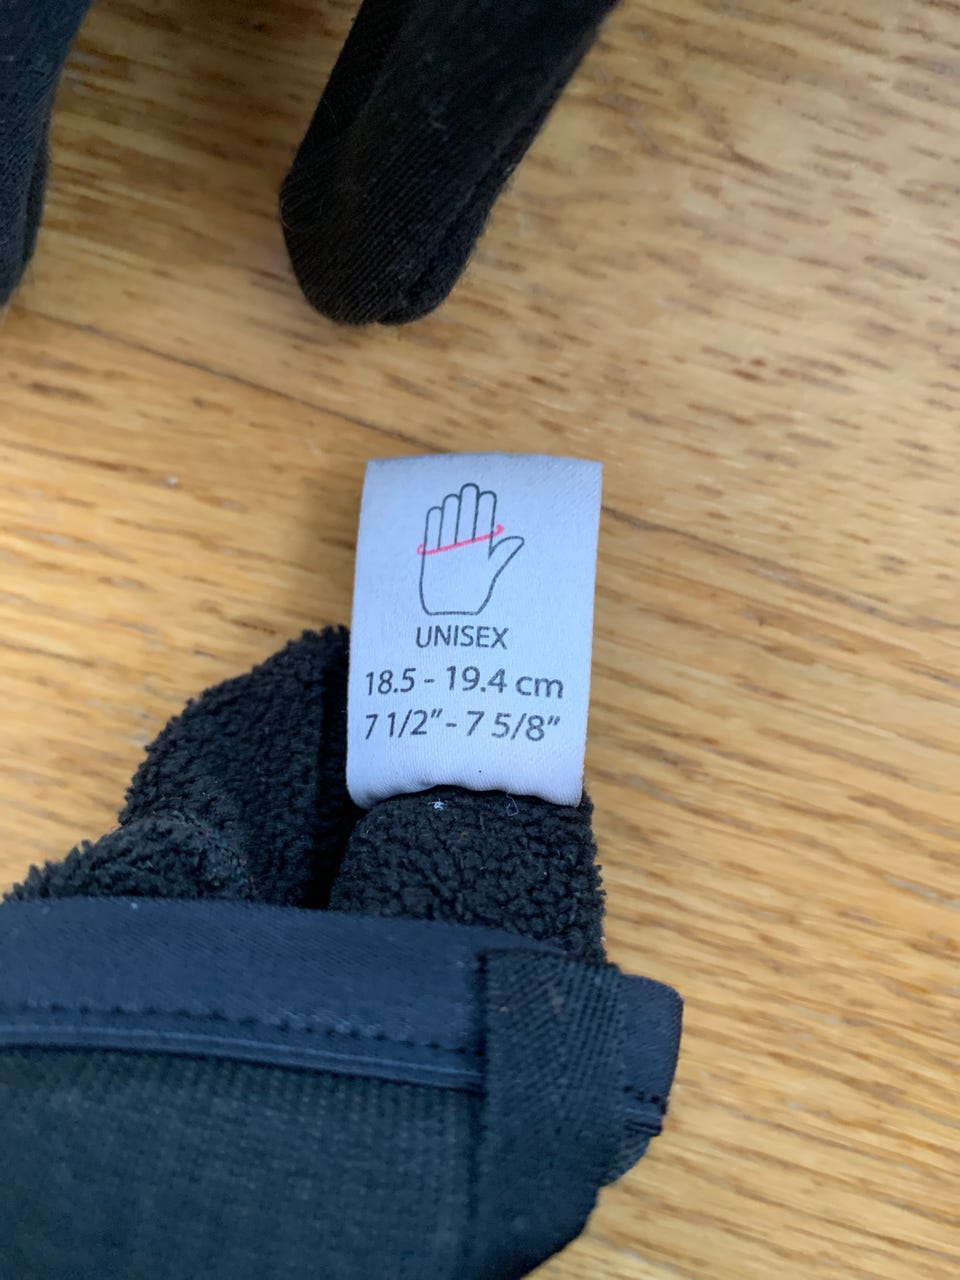 UNISEX
18.5 - 19.4 cm
7 1/2" - 7 5/8"